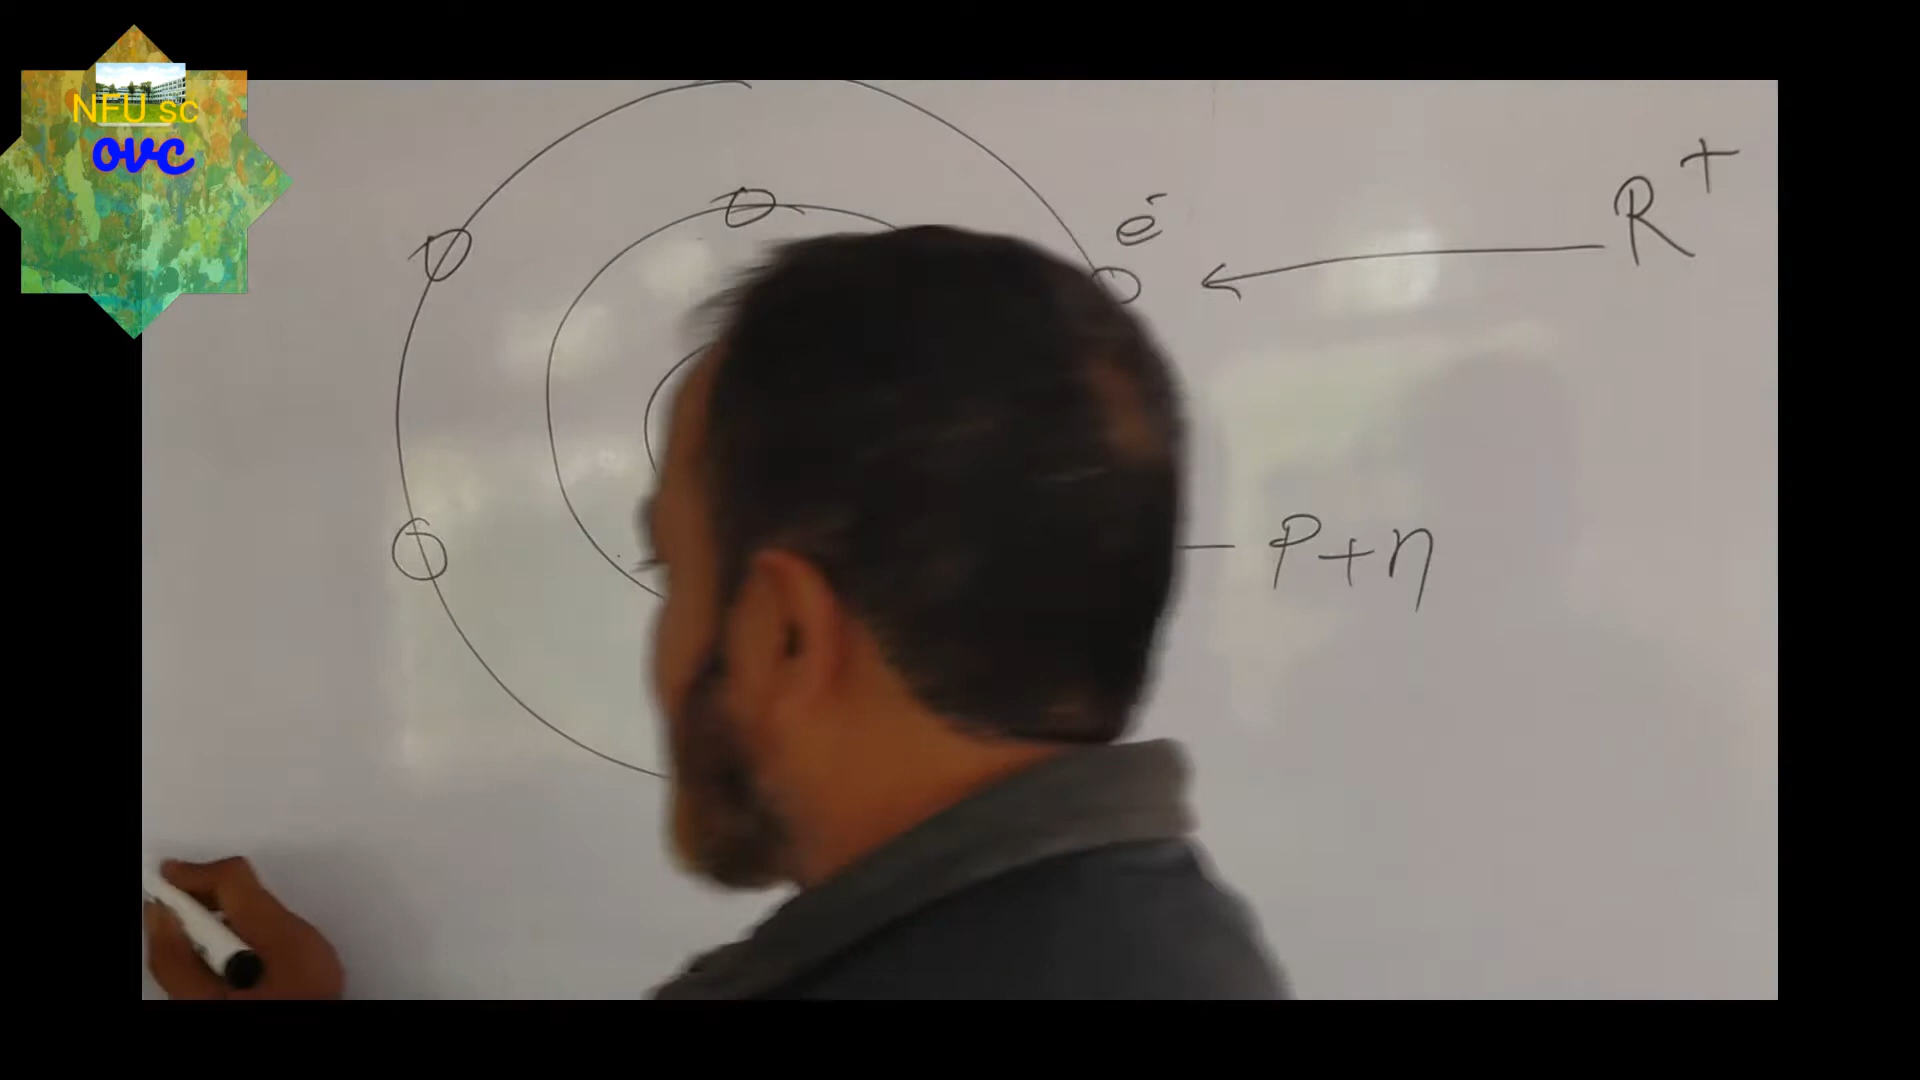 NFU SC
ovc
R+
é
P+n